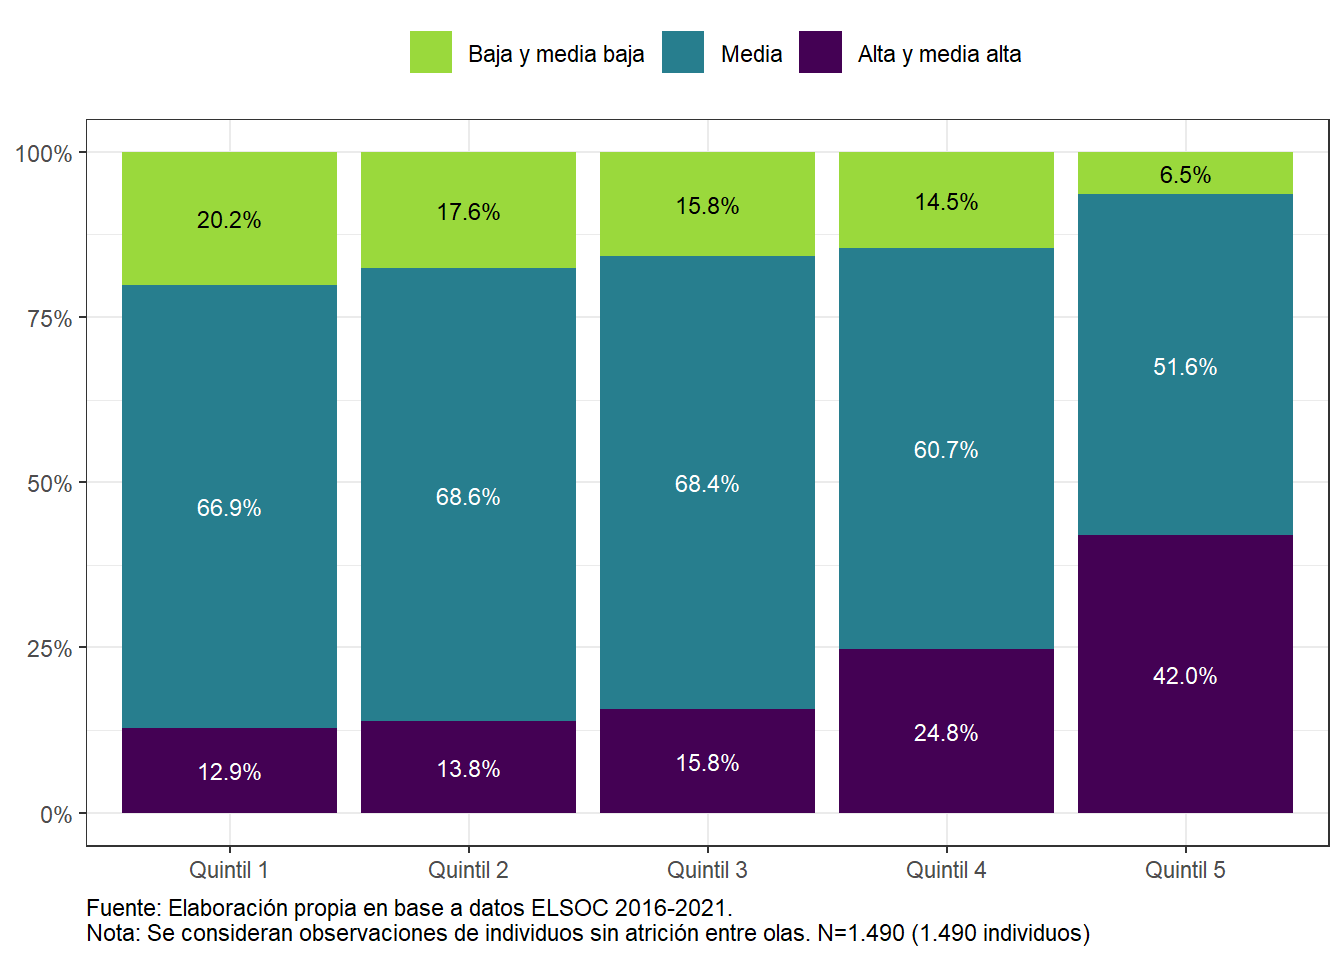 Baja y media baja Media Alta y media alta
100%
75%
50%
25%
0%
20.2% 17.6% 15.8% 14.5% 6.5%
66.9% 68.6% 68.4% 60.7% 51.6%
12.9% 13.8% 15.8% 24.8% 42.0%
Quintil 1 Quintil 2 Quintil 3 Quintil 4 Quintil 5
Fuente: Elaboración propia en base a datos ELSOC 2016-2021.
Nota: Se consideran observaciones de individuos sin atrición entre olas. N=1.490 (1.490 individuos)